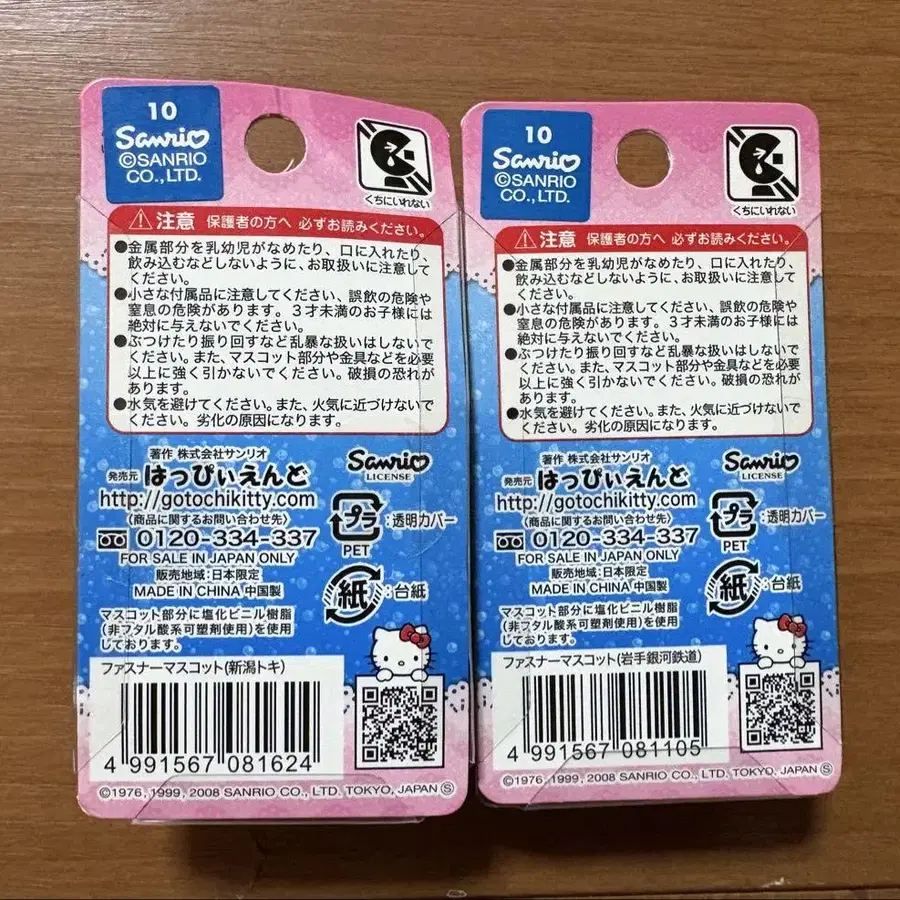 10
Sanrio
©SANRIO
CO.,LTD.
くちにいれない
注意 保護者の方へ 必ずお読みください。
●金属部分を乳幼児がなめたり、口に入れたり、
飲み込むなどしないように、お取扱いに注意して
ください。
●小さな付属品に注意してください、誤飲の危険や
窒息の危険があります。3才未満のお子様には
絶対に与えないでください。
●ぶつけたり振り回すなど乱暴な扱いはしないで
ください。また、マスコット部分や金具などを必要
以上に強く引かないでください。破損の恐れが
あります。
●水気を避けてください。また、火気に近づけないで
ください。劣化の原因になります。
著作 株式会社サンリオ
発売元 はっぴぃえんど
Sanrio
LICENSE
http://gotochikitty.com
〈商品に関するお問い合わせ先〉
0120-334-337
FOR SALE IN JAPAN ONLY
販売地域:日本限定
MADE IN CHINA 中国製
プラ :透明カバー
PET
紙 :台紙
マスコット部分に塩化ビニル樹脂
(非フタル酸系可塑剤使用)を使用
しております。
ファスナーマスコット(新潟トキ)
4 991567 081624
©1976, 1999, 2008 SANRIO CO., LTD. TOKYO, JAPAN Ⓢ
10
Sanrio
©SANRIO
CO.,LTD.
くちにいれない
注意 保護者の方へ 必ずお読みください。
●金属部分を乳幼児がなめたり、口に入れたり、
飲み込むなどしないように、お取扱いに注意して
ください。
●小さな付属品に注意してください、誤飲の危険や
窒息の危険があります。3才未満のお子様には
絶対に与えないでください。
●ぶつけたり振り回すなど乱暴な扱いはしないで
ください。また、マスコット部分や金具などを必要
以上に強く引かないでください。破損の恐れが
あります。
●水気を避けてください。また、火気に近づけないで
ください。劣化の原因になります。
著作 株式会社サンリオ
発売元 はっぴぃえんど
Sanrio
LICENSE
http://gotochikitty.com
〈商品に関するお問い合わせ先〉
0120-334-337
FOR SALE IN JAPAN ONLY
販売地域:日本限定
MADE IN CHINA 中国製
プラ :透明カバー
PET
紙 :台紙
マスコット部分に塩化ビニル樹脂
(非フタル酸系可塑剤使用)を使用
しております。
ファスナーマスコット(岩手銀河鉄道)
4 991567 081105
©1976, 1999, 2008 SANRIO CO., LTD. TOKYO, JAPAN Ⓢ